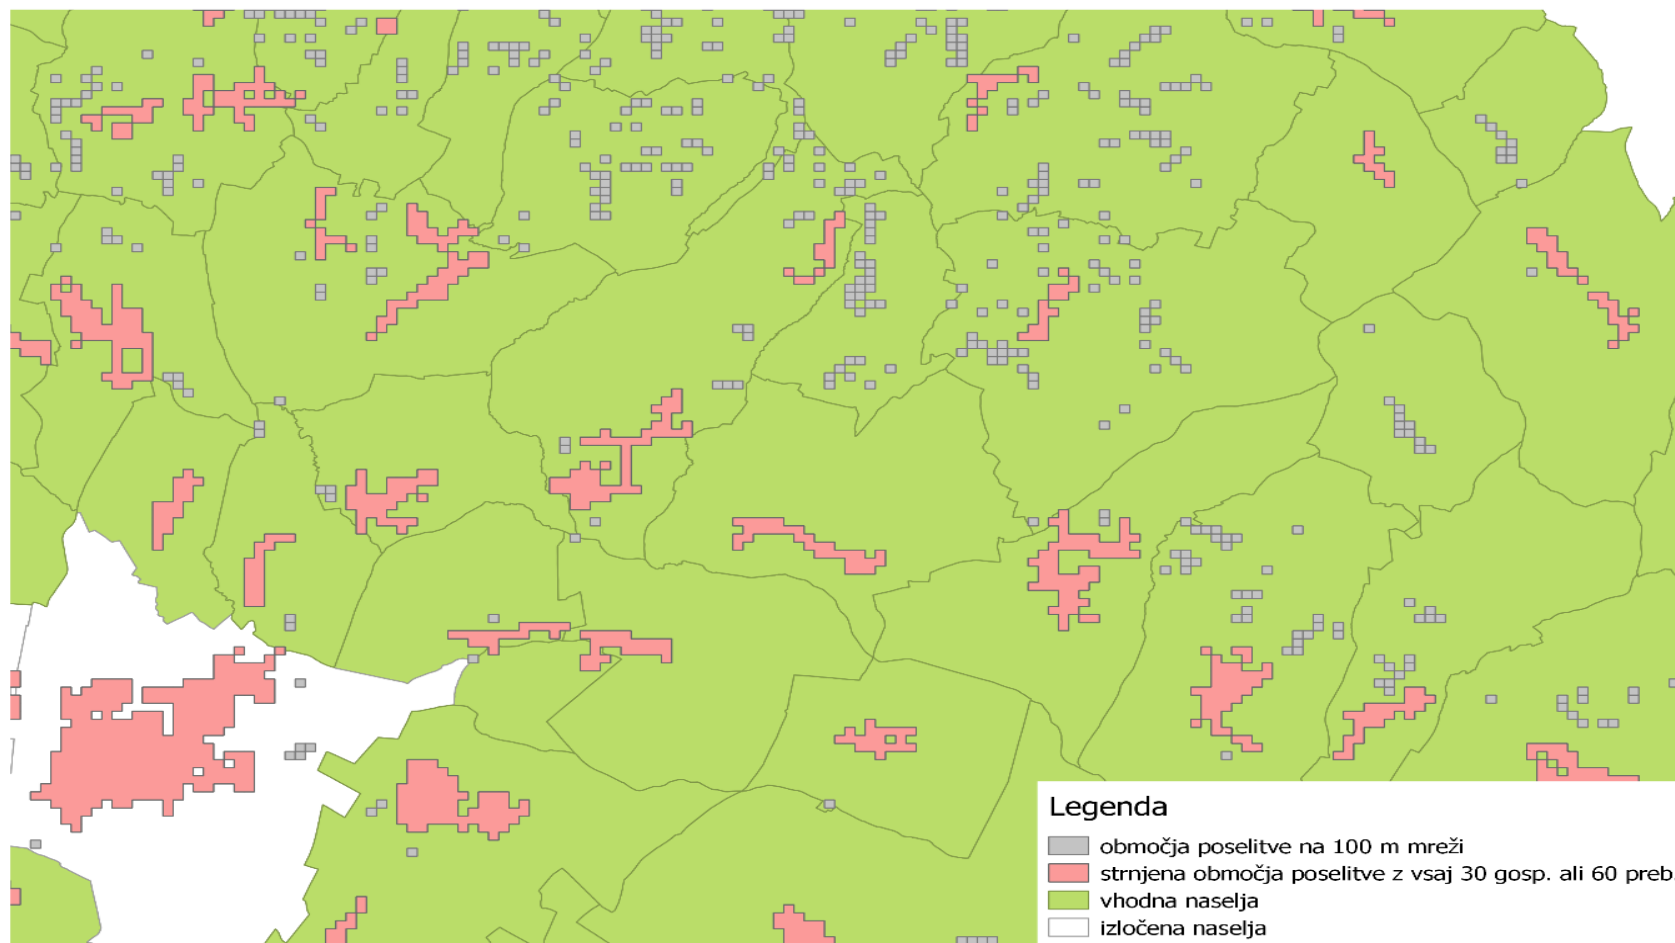 Legenda
območja poselitve na 100 m mreži
strnjena območja poselitve z vsaj 30 gosp. ali 60 preb.
vhodna naselja
izločena naselja